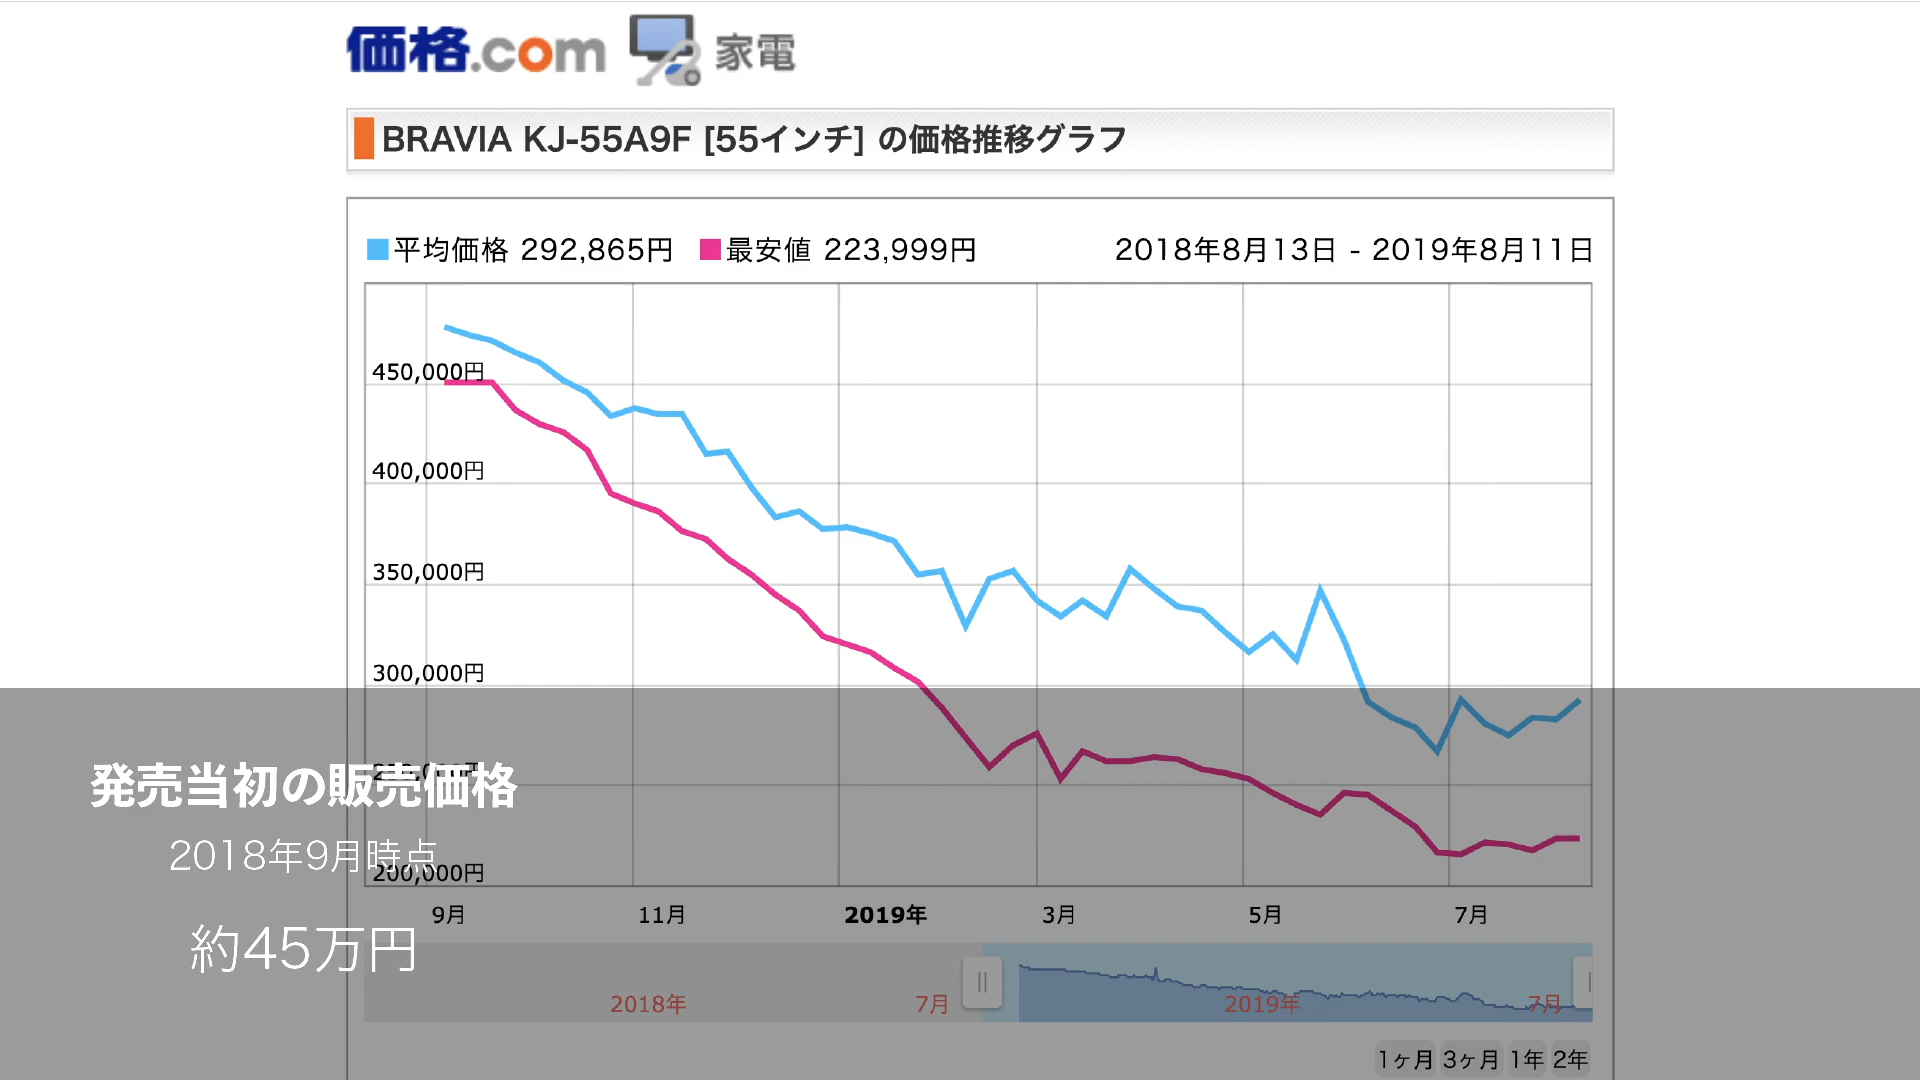 価格.com 家電
BRAVIA KJ-55A9F [55インチ] の価格推移グラフ
平均価格 292,865円 最安値 223,999円 2018年8月13日 - 2019年8月11日
450,000円
400,000円
350,000円
300,000円
250,000円
発売当初の販売価格
2018年9月時点
200,000円
9月 11月 2019年 3月 5月 7月
約45万円
2018年 7月 2019年 7月
1ヶ月 3ヶ月 1年 2年